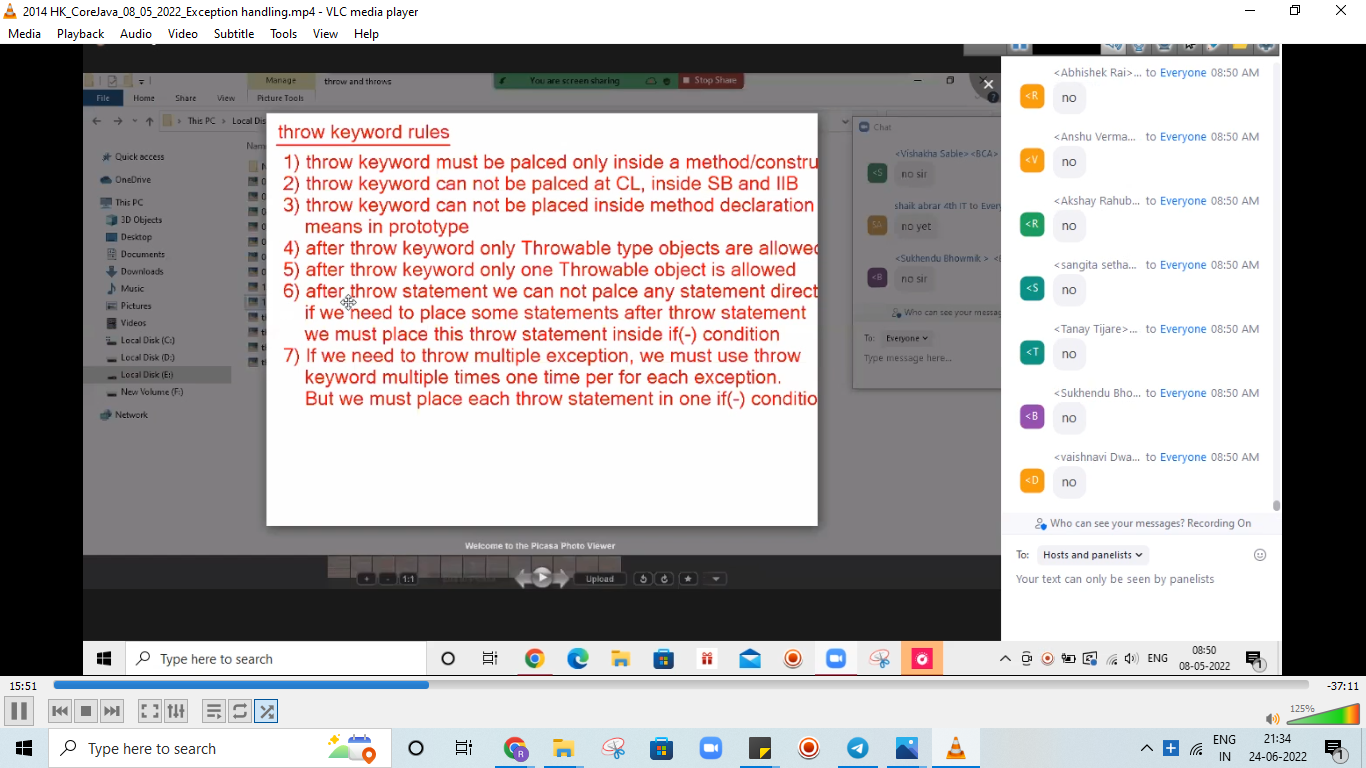 2014 HK_CoreJava_08_05_2022_Exception handling.mp4 - VLC media player
Media Playback Audio Video Subtitle Tools View Help
Manage
throw and throws
You are screen sharing
Stop Share
File Home Share View Picture Tools
This PC Local Dis
Quick access
OneDrive
This PC
3D Objects
Desktop
Documents
Downloads
Music
Pictures
Videos
Local Disk (C:)
Local Disk (D:)
Local Disk (E:)
New Volume (F:)
Network
throw keyword rules
1) throw keyword must be palced only inside a method/constru
2) throw keyword can not be palced at CL, inside SB and IIB
3) throw keyword can not be placed inside method declaration
means in prototype
4) after throw keyword only Throwable type objects are allowed
5) after throw keyword only one Throwable object is allowed
6) after throw statement we can not palce any statement direct
if we need to place some statements after throw statement
we must place this throw statement inside if(-) condition
7) If we need to throw multiple exception, we must use throw
keyword multiple times one time per for each exception.
But we must place each throw statement in one if(-) conditio
Welcome to the Picasa Photo Viewer
1:1
Upload
Chat
<Vishakha Sable> <BCA>
<S
no sir
shaik abrar 4th IT to Ever
SA
no yet
<Sukhendu Bhowmik >
<B
no sir
Who can see your messag
To: Everyone
Type message here...
<Abhishek Rai>... to Everyone 08:50 AM
<R
no
<Anshu Verma... to Everyone 08:50 AM
<V
no
<Akshay Rahub... to Everyone 08:50 AM
<R
no
<sangita setha... to Everyone 08:50 AM
<S
no
<Tanay Tijare>... to Everyone 08:50 AM
<T
no
<Sukhendu Bho... to Everyone 08:50 AM
<B
no
<vaishnavi Dwa... to Everyone 08:50 AM
<D
no
Who can see your messages? Recording On
To: Hosts and panelists
Your text can only be seen by panelists
Type here to search
ENG
08:50
08-05-2022
1
15:51
-37:11
125%
Type here to search
R
ENG
IN
21:34
24-06-2022
1